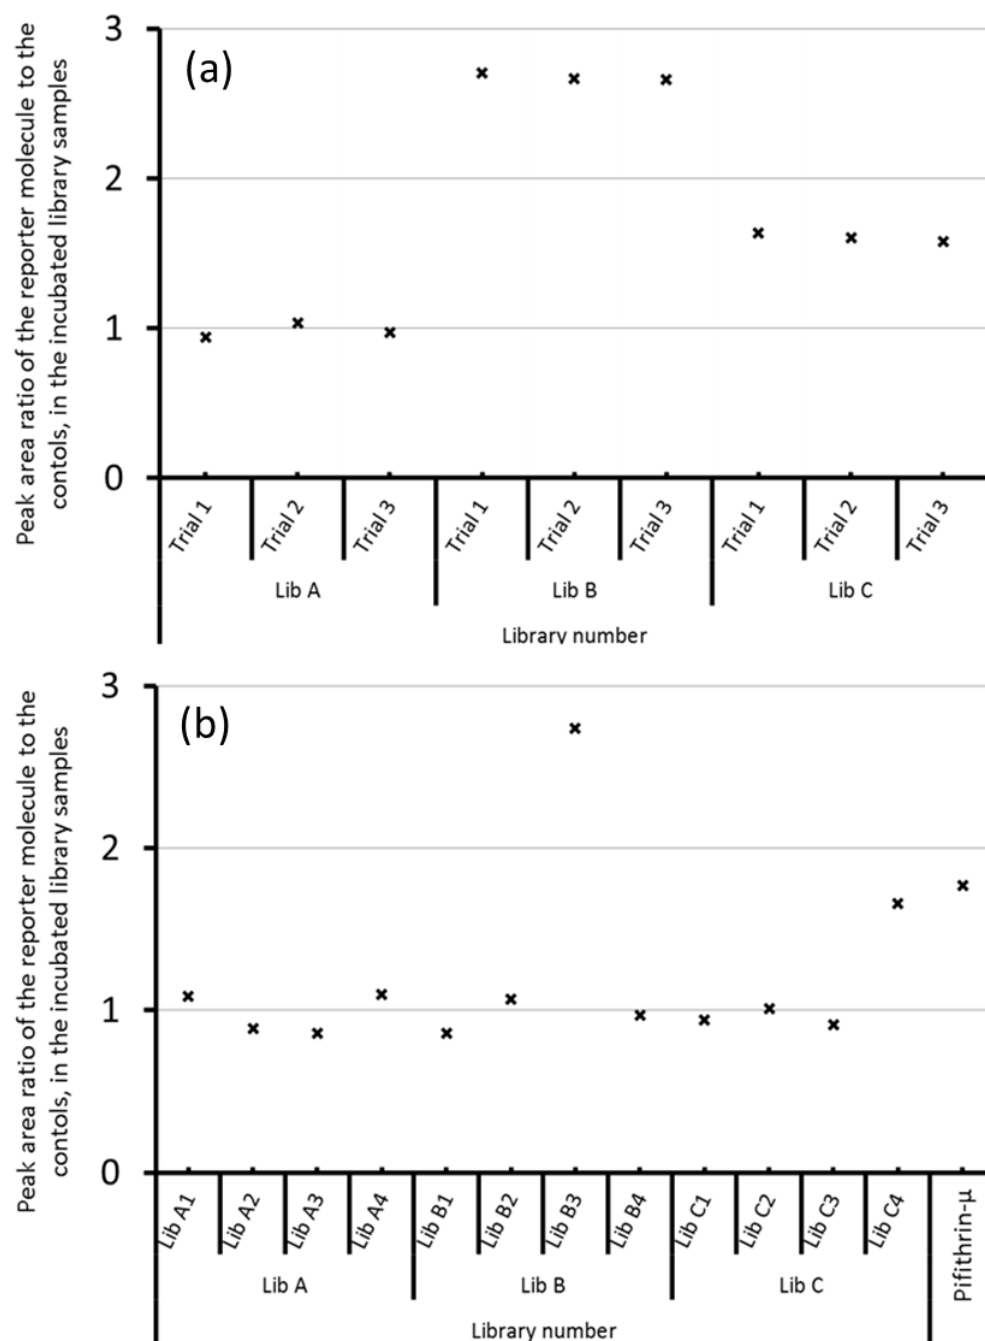 Peak area ratio of the reporter molecule to the
contols, in the incubated library samples
(a)
3
2
1
0
Trial 1
Trial 2
Trial 3
Trial 1
Trial 2
Trial 3
Trial 1
Trial 2
Trial 3
Lib A
Lib B
Lib C
Library number
Peak area ratio of the reporter molecule to the
contols, in the incubated library samples
(b)
3
2
1
0
Lib A1
Lib A2
Lib A3
Lib A4
Lib B1
Lib B2
Lib B3
Lib B4
Lib C1
Lib C2
Lib C3
Lib C4
Pifithrin-μ
Lib A
Lib B
Lib C
Library number